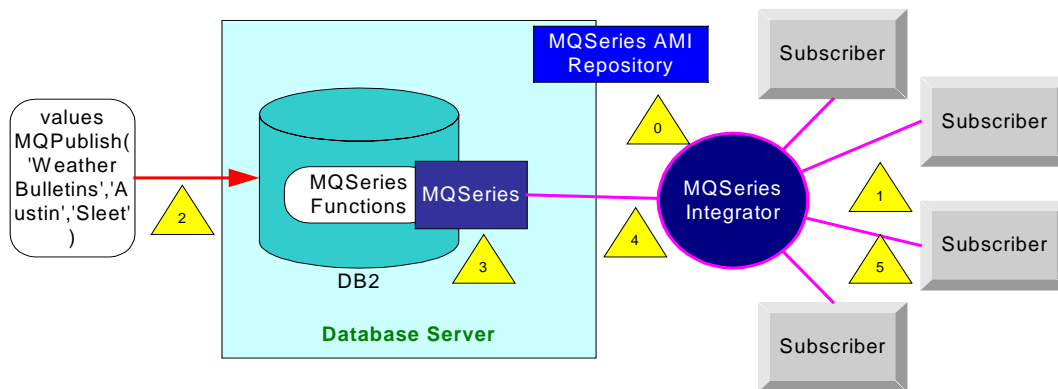 values
MQPublish(
'Weather
Bulletins','A
ustin','Sleet'
)
2
MQSeries AMI
Repository
MQSeries
Functions
MQSeries
3
DB2
Database Server
0
4
MQSeries
Integrator
Subscriber
Subscriber
1
Subscriber
5
Subscriber